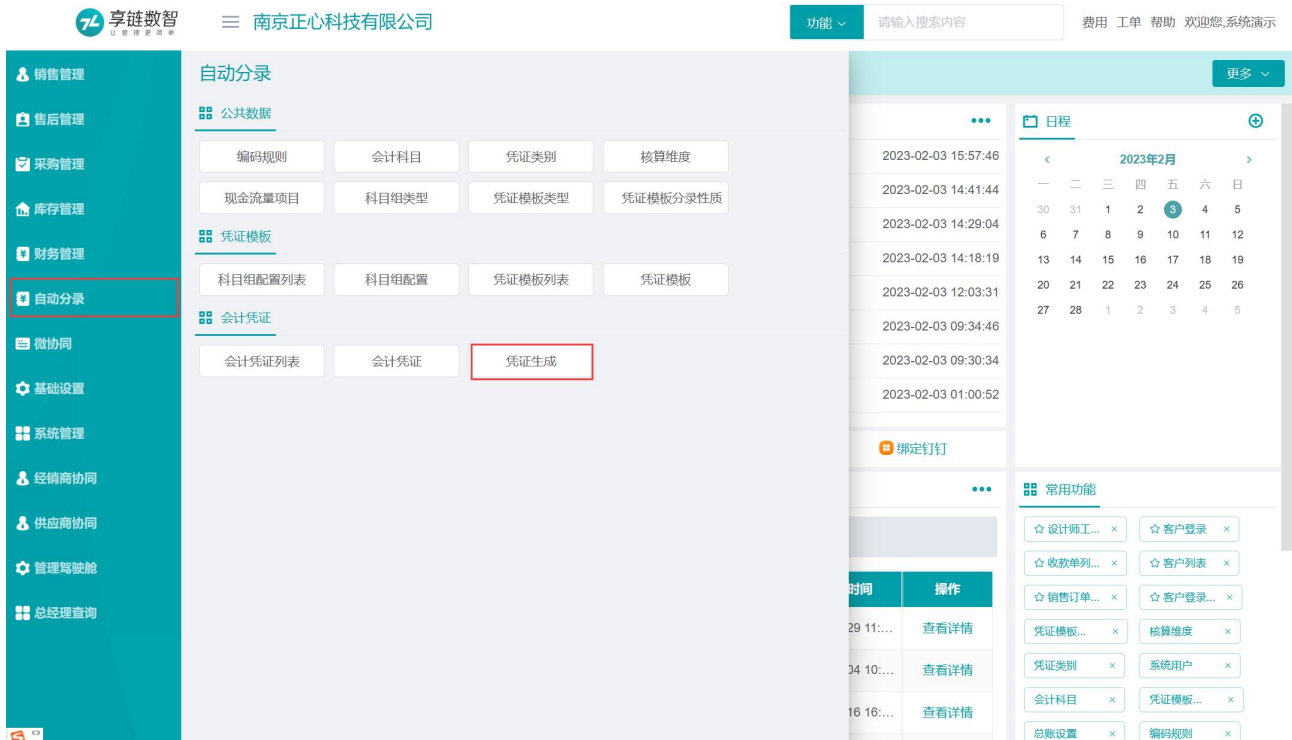 享链数智
让管理更简单
南京正心科技有限公司
功能
请输入搜索内容
费用 工单 帮助 欢迎您,系统演示
销售管理
售后管理
采购管理
库存管理
财务管理
自动分录
微协同
基础设置
系统管理
经销商协同
供应商协同
管理驾驶舱
总经理查询
自动分录
公共数据
编码规则 会计科目 凭证类别 核算维度
现金流量项目 科目组类型 凭证模板类型 凭证模板分录性质
凭证模板
科目组配置列表 科目组配置 凭证模板列表 凭证模板
会计凭证
会计凭证列表 会计凭证 凭证生成
更多
2023-02-03 15:57:46
2023-02-03 14:41:44
2023-02-03 14:29:04
2023-02-03 14:18:19
2023-02-03 12:03:31
2023-02-03 09:34:46
2023-02-03 09:30:34
2023-02-03 01:00:52
绑定钉钉
时间 操作
29 11:... 查看详情
04 10:... 查看详情
16 16:... 查看详情
日程
2023年2月
一 二 三 四 五 六 日
30 31 1 2 3 4 5
6 7 8 9 10 11 12
13 14 15 16 17 18 19
20 21 22 23 24 25 26
27 28 1 2 3 4 5
常用功能
设计师工... × 客户登录 ×
收款单列... × 客户列表 ×
销售订单... × 客户登录... ×
凭证模板... × 核算维度 ×
凭证类别 × 系统用户 ×
会计科目 × 凭证模板... ×
总账设置 × 编码规则 ×